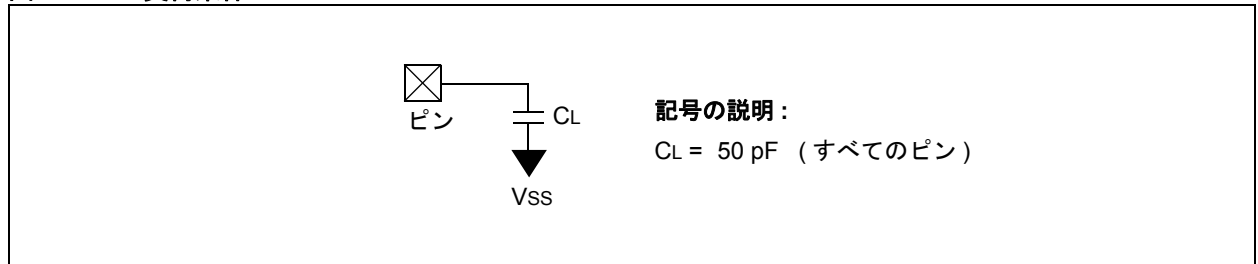 ピン
CL
VSS
記号の説明 :
CL = 50 pF ( すべてのピン )